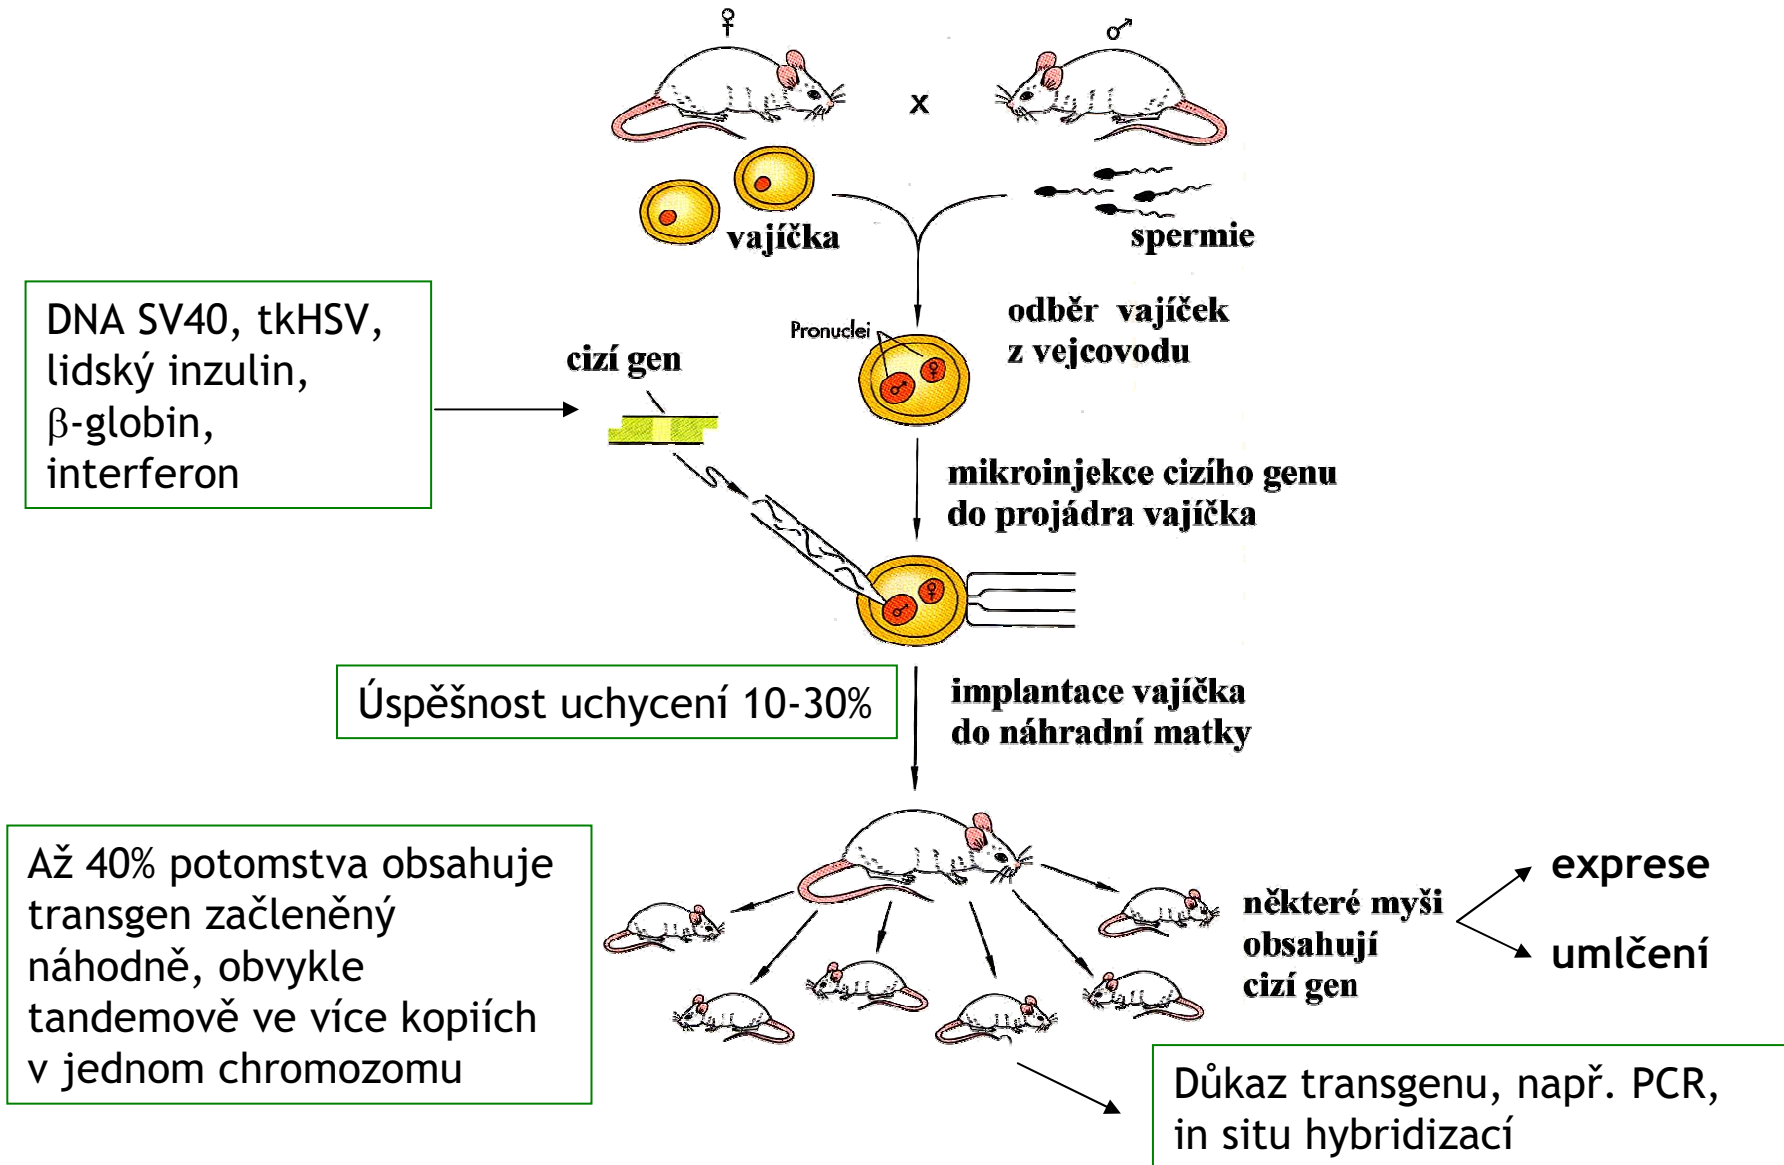 ♀
♂
x
vajíčka
spermie
DNA SV40, tkHSV,
lidský inzulin,
β-globin,
interferon
cizí gen
Pronuclei
♂
♀
odběr vajíček
z vejcovodu
mikroinjekce cizího genu
do projádra vajíčka
♂
♀
Úspěšnost uchycení 10-30%
implantace vajíčka
do náhradní matky
Až 40% potomstva obsahuje
transgen začleněný
náhodně, obvykle
tandemově ve více kopiích
v jednom chromozomu
některé myši
obsahují
cizí gen
exprese
umlčení
Důkaz transgenu, např. PCR,
in situ hybridizací